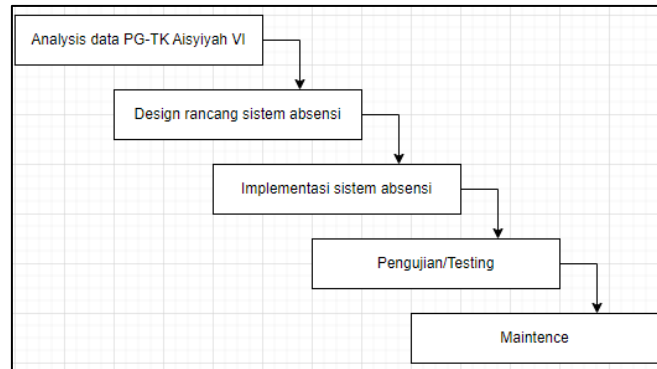 Analysis data PG-TK Aisyiyah VI
Design rancang sistem absensi
Implementasi sistem absensi
Pengujian/Testing
Maintence